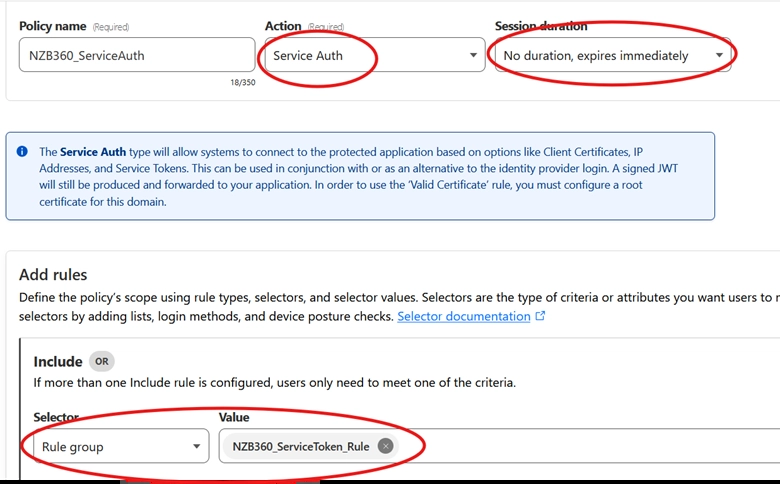 Policy name (Required)
Action (Required)
Session duration
NZB360_ServiceAuth
Service Auth
No duration, expires immediately
18/350
The Service Auth type will allow systems to connect to the protected application based on options like Client Certificates, IP
Addresses, and Service Tokens. This can be used in conjunction with or as an alternative to the identity provider login. A signed JWT
will still be produced and forwarded to your application. In order to use the 'Valid Certificate' rule, you must configure a root
certificate for this domain.
Add rules
Define the policy's scope using rule types, selectors, and selector values. Selectors are the type of criteria or attributes you want users to
selectors by adding lists, login methods, and device posture checks. Selector documentation
Include OR
If more than one Include rule is configured, users only need to meet one of the criteria.
Selector
Value
Rule group
NZB360_ServiceToken_Rule